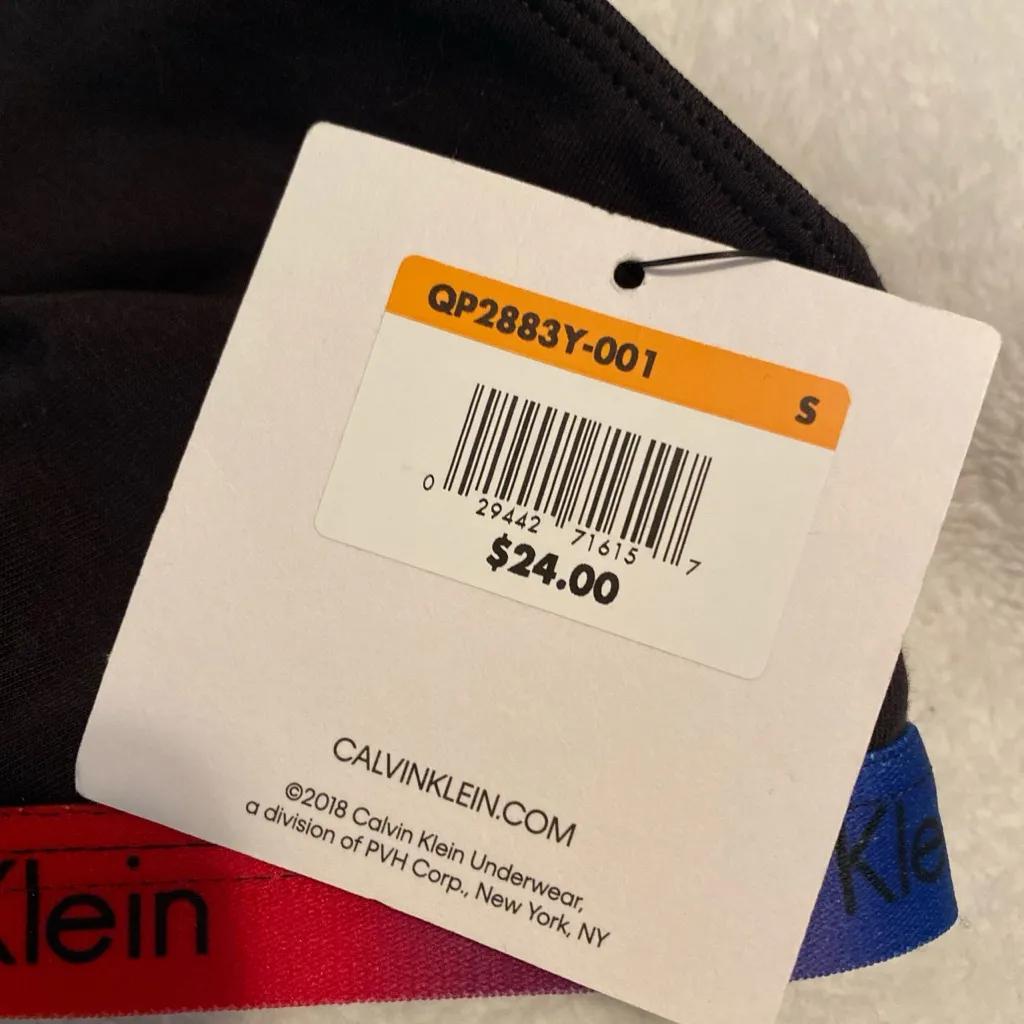 QP2883Y-001
S
0 29442 71615 7
$24.00
CALVINKLEIN.COM
©2018 Calvin Klein Underwear,
a division of PVH Corp., New York, NY
Klein
Kle